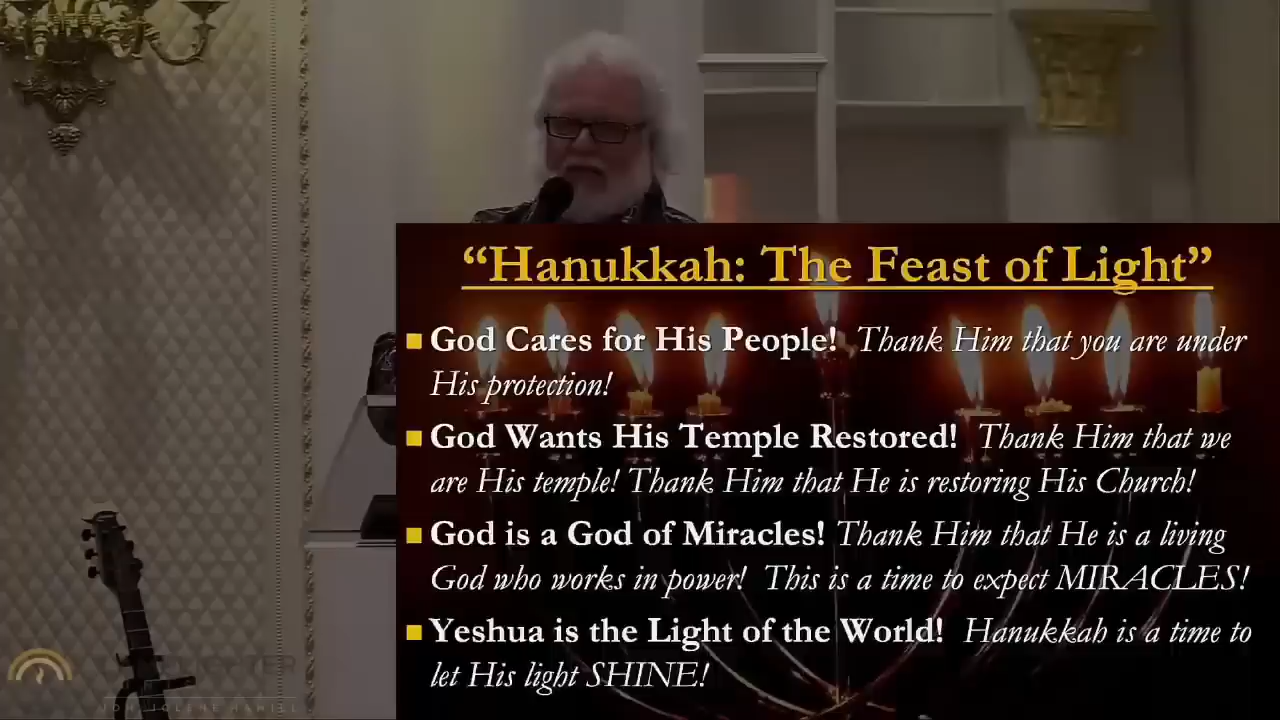 “Hanukkah: The Feast of Light”
God Cares for His People! Thank Him that you are under
His protection!
God Wants His Temple Restored! Thank Him that we
are His temple! Thank Him that He is restoring His Church!
God is a God of Miracles! Thank Him that He is a living
God who works in power! This is a time to expect MIRACLES!
Yeshua is the Light of the World! Hanukkah is a time to
let His light SHINE!